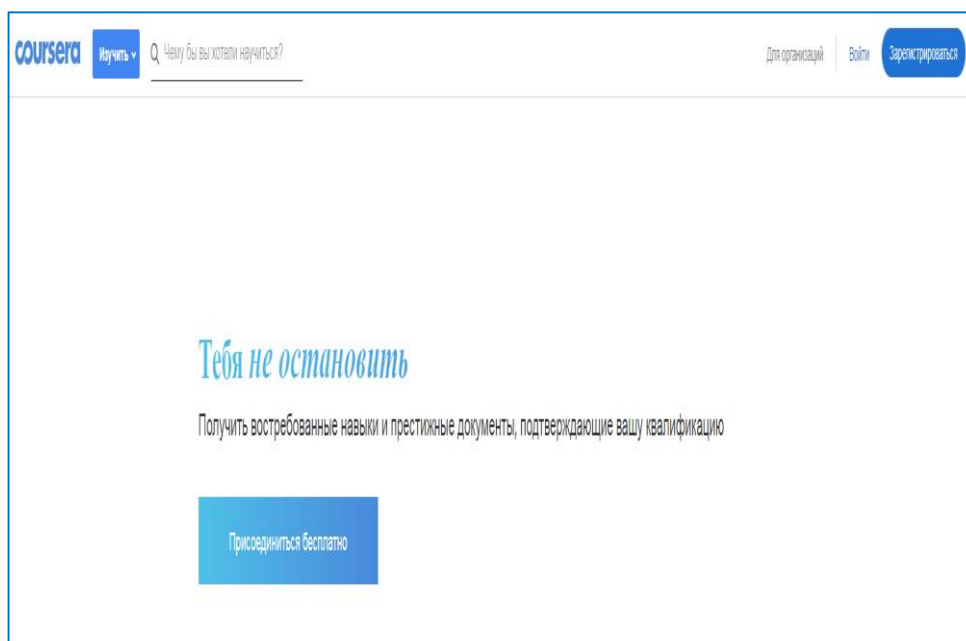 coursera
Изучить
Чему бы вы хотели научиться?
Для организаций
Войти
Зарегистрироваться
Тебя не остановить
Получить востребованные навыки и престижные документы, подтверждающие вашу квалификацию
Присоединиться бесплатно